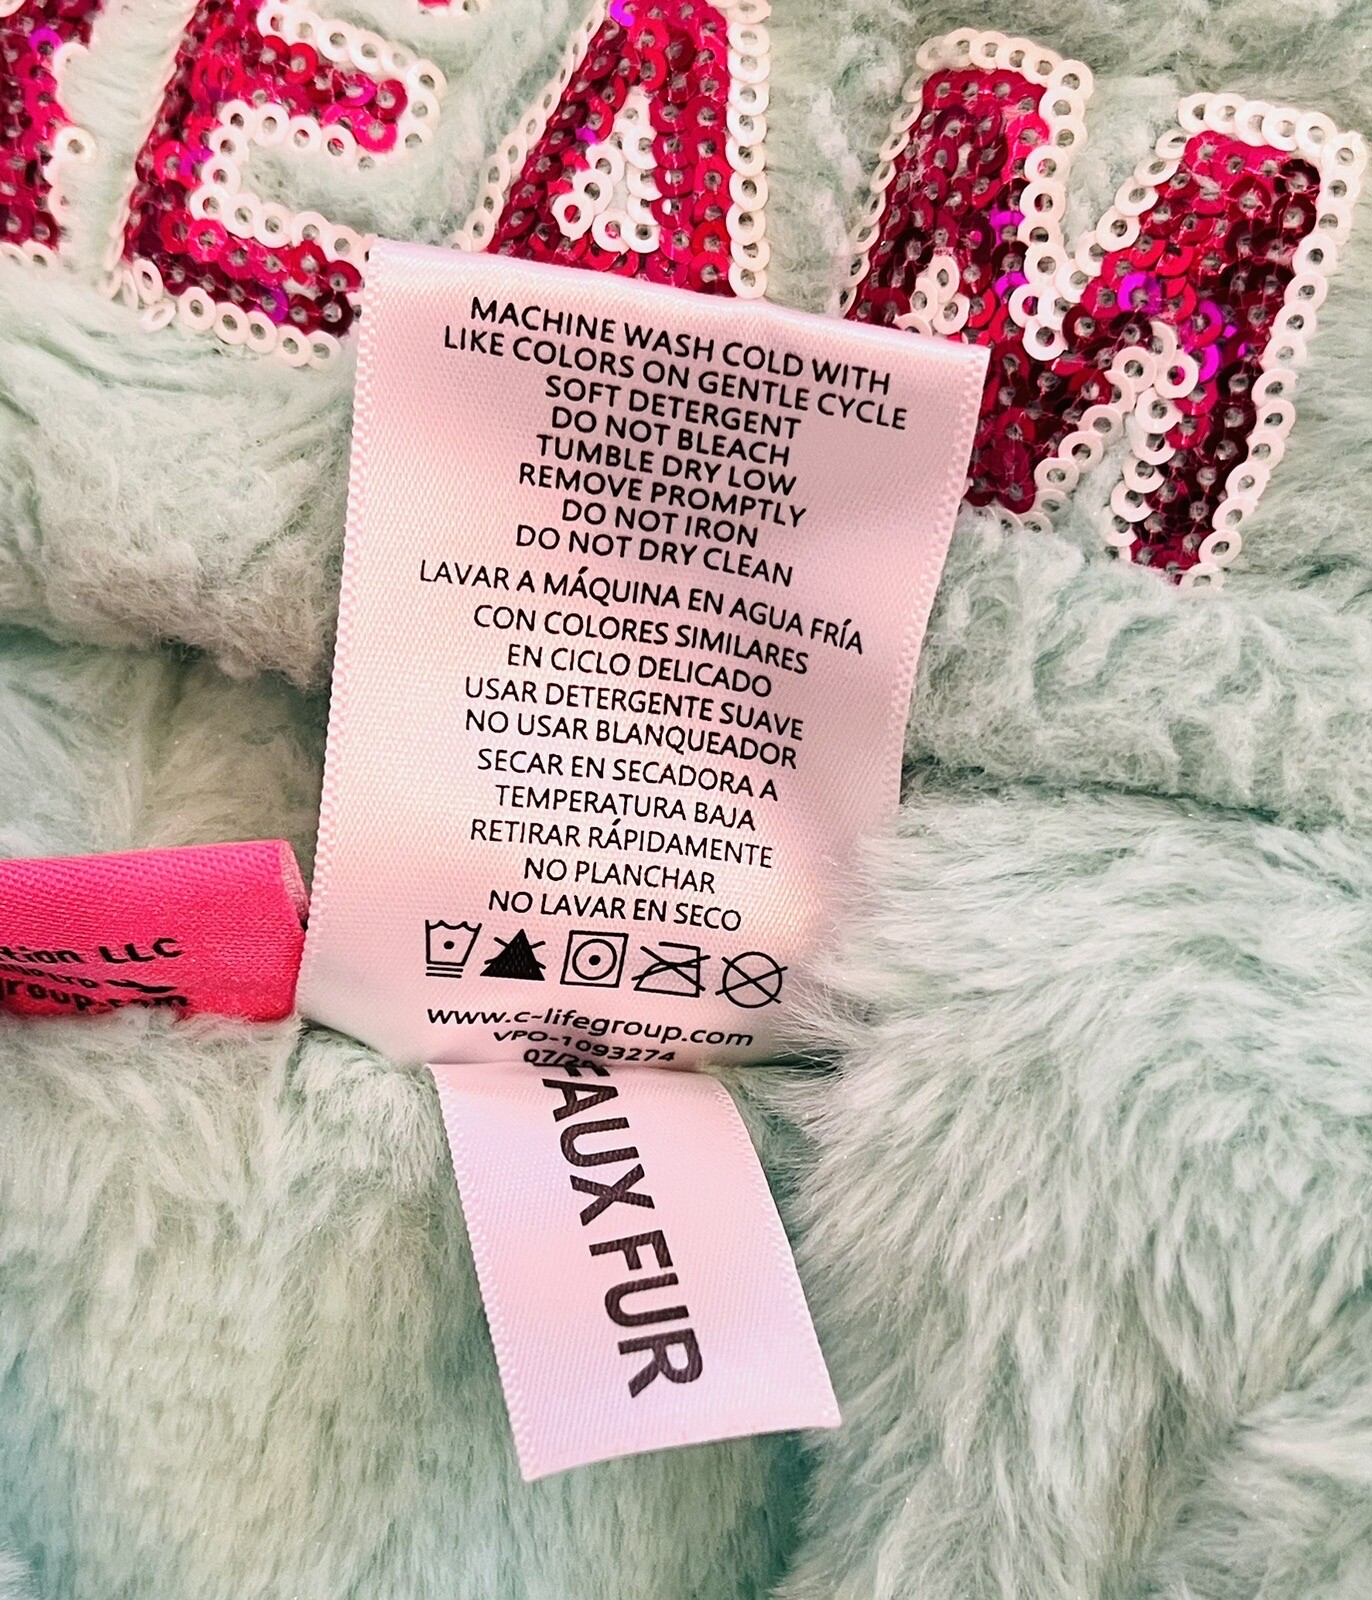 EAM
MACHINE WASH COLD WITH
LIKE COLORS ON GENTLE CYCLE
SOFT DETERGENT
DO NOT BLEACH
TUMBLE DRY LOW
REMOVE PROMPTLY
DO NOT IRON
DO NOT DRY CLEAN
LAVAR A MÁQUINA EN AGUA FRÍA
CON COLORES SIMILARES
EN CICLO DELICADO
USAR DETERGENTE SUAVE
NO USAR BLANQUEADOR
SECAR EN SECADORA A
TEMPERATURA BAJA
RETIRAR RÁPIDAMENTE
NO PLANCHAR
NO LAVAR EN SECO
www.c-lifegroup.com
VPO-1093274
LLC
FAUX FUR